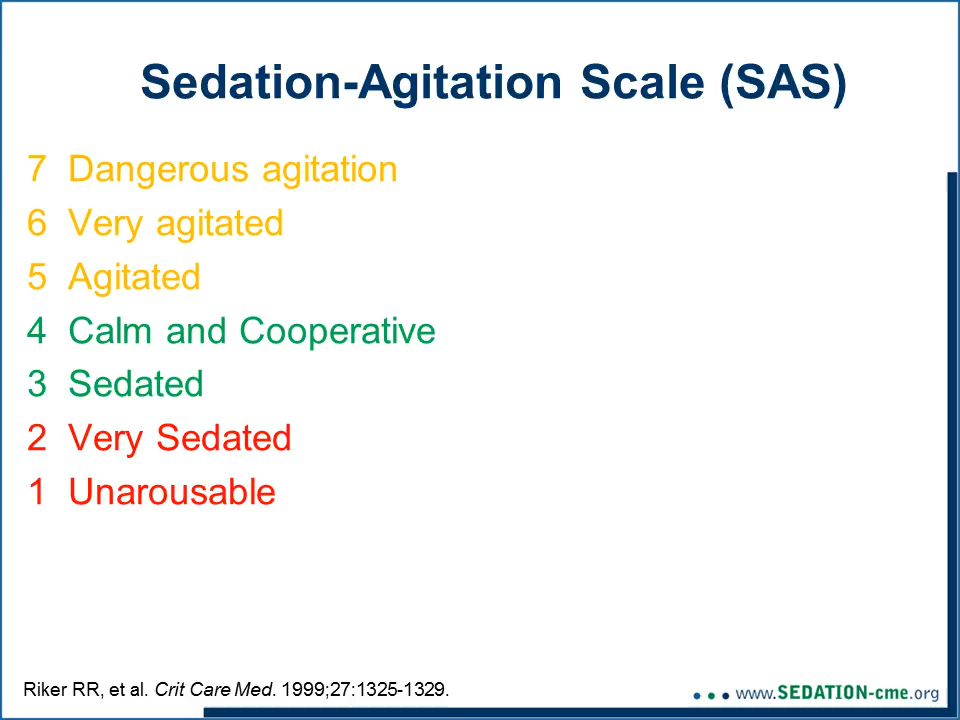 Sedation-Agitation Scale (SAS)
7 Dangerous agitation
6 Very agitated
5 Agitated
4 Calm and Cooperative
3 Sedated
2 Very Sedated
1 Unarousable
Riker RR, et al. Crit Care Med. 1999;27:1325-1329.
www.SEDATION-cme.org